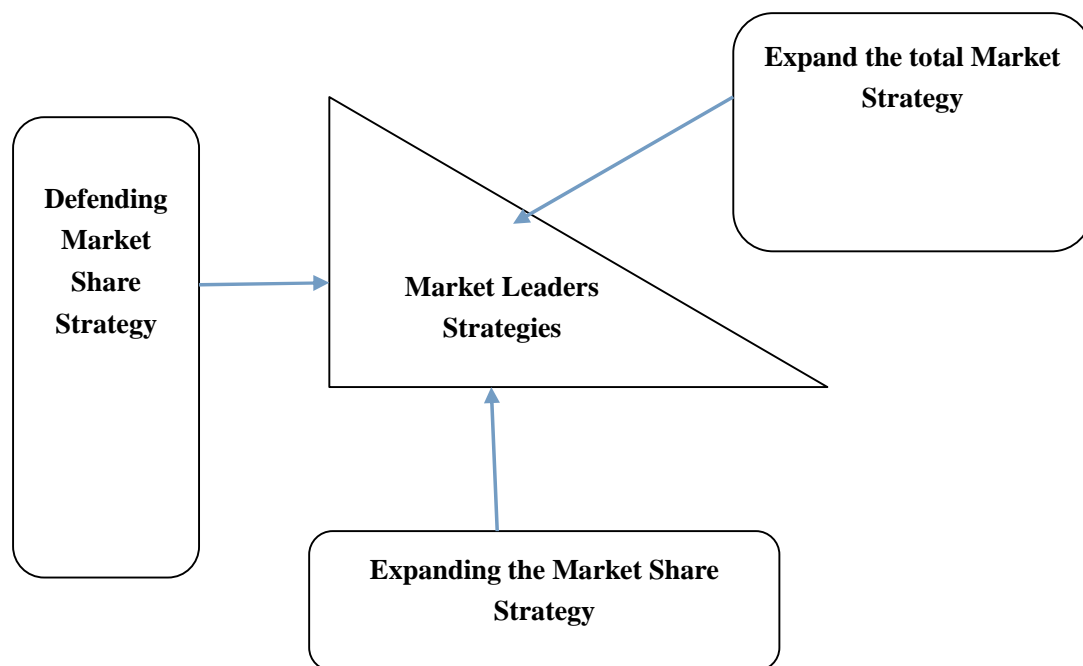 Expand the total Market
Strategy
Defending
Market
Share
Strategy
Market Leaders
Strategies
Expanding the Market Share
Strategy